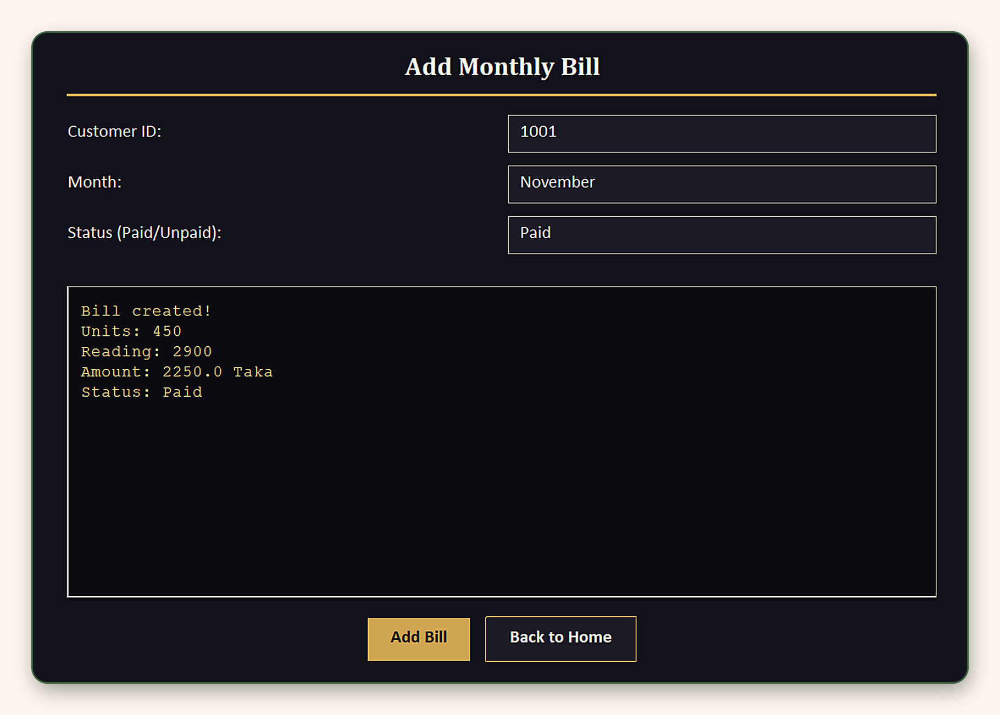 Add Monthly Bill
Customer ID: 1001
Month: November
Status (Paid/Unpaid): Paid
Bill created!
Units: 450
Reading: 2900
Amount: 2250.0 Taka
Status: Paid
Add Bill Back to Home